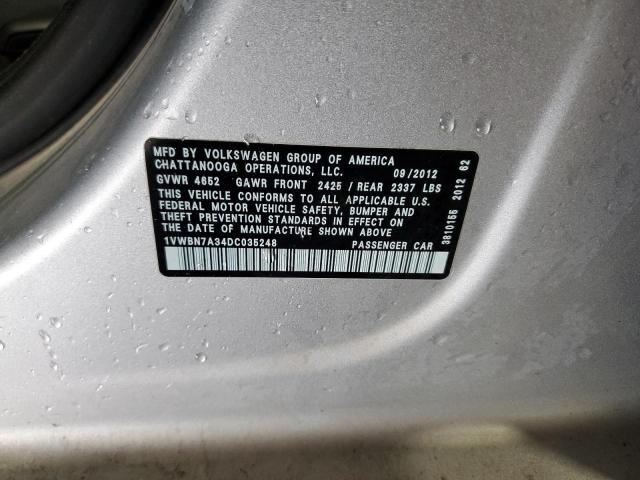 MFD BY VOLKSWAGEN GROUP OF AMERICA
CHATTANOOGA OPERATIONS, LLC. 09/2012
GVWR 4652 GAWR FRONT 2425 / REAR 2337 LBS
THIS VEHICLE CONFORMS TO ALL APPLICABLE U.S.
FEDERAL MOTOR VEHICLE SAFETY, BUMPER AND
THEFT PREVENTION STANDARDS IN EFFECT ON
THE DATE OF MANUFACTURE SHOWN ABOVE
1VWBN7A34DC035248 PASSENGER CAR
3810155 2012 62